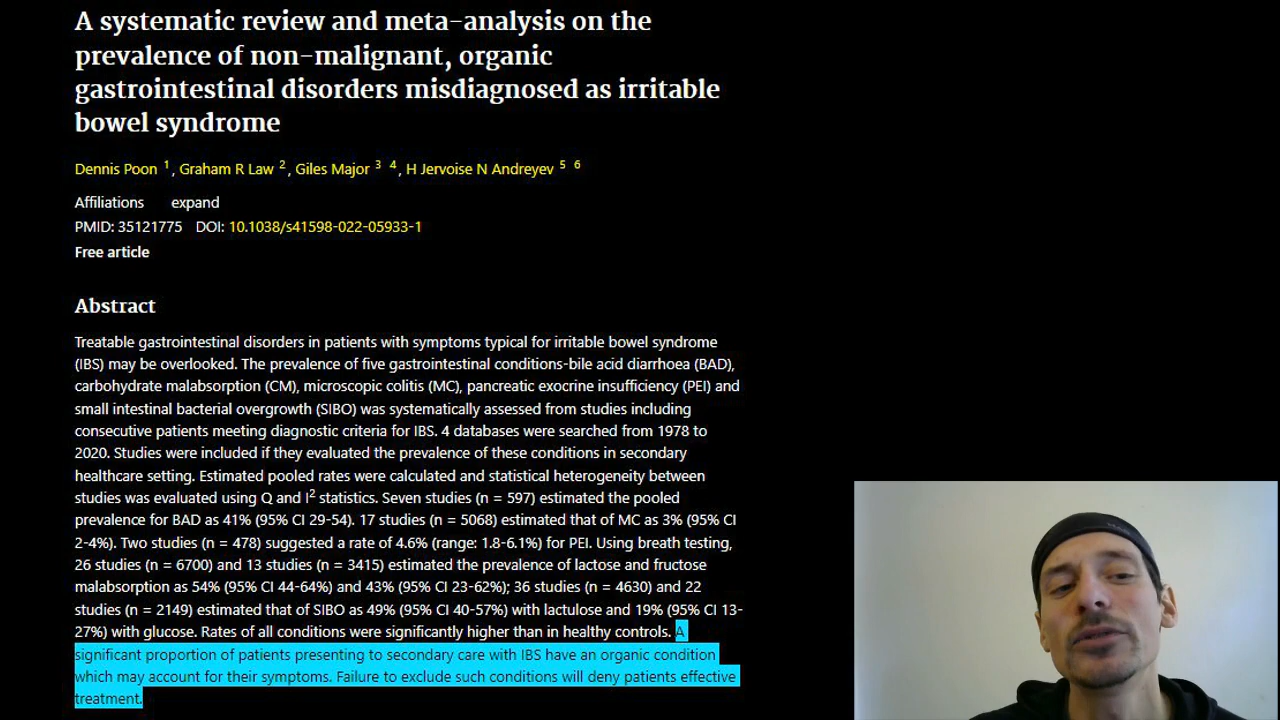 A systematic review and meta-analysis on the
prevalence of non-malignant, organic
gastrointestinal disorders misdiagnosed as irritable
bowel syndrome
Dennis Poon 1, Graham R Law 2, Giles Major 3 4, H Jervoise N Andreyev 5 6
Affiliations expand
PMID: 35121775 DOI: 10.1038/s41598-022-05933-1
Free article
Abstract
Treatable gastrointestinal disorders in patients with symptoms typical for irritable bowel syndrome
(IBS) may be overlooked. The prevalence of five gastrointestinal conditions-bile acid diarrhoea (BAD),
carbohydrate malabsorption (CM), microscopic colitis (MC), pancreatic exocrine insufficiency (PEI) and
small intestinal bacterial overgrowth (SIBO) was systematically assessed from studies including
consecutive patients meeting diagnostic criteria for IBS. 4 databases were searched from 1978 to
2020. Studies were included if they evaluated the prevalence of these conditions in secondary
healthcare setting. Estimated pooled rates were calculated and statistical heterogeneity between
studies was evaluated using Q and I2 statistics. Seven studies (n = 597) estimated the pooled
prevalence for BAD as 41% (95% CI 29-54). 17 studies (n = 5068) estimated that of MC as 3% (95% CI
2-4%). Two studies (n = 478) suggested a rate of 4.6% (range: 1.8-6.1%) for PEI. Using breath testing,
26 studies (n = 6700) and 13 studies (n = 3415) estimated the prevalence of lactose and fructose
malabsorption as 54% (95% CI 44-64%) and 43% (95% CI 23-62%); 36 studies (n = 4630) and 22
studies (n = 2149) estimated that of SIBO as 49% (95% CI 40-57%) with lactulose and 19% (95% CI 13-
27%) with glucose. Rates of all conditions were significantly higher than in healthy controls. A
significant proportion of patients presenting to secondary care with IBS have an organic condition
which may account for their symptoms. Failure to exclude such conditions will deny patients effective
treatment.